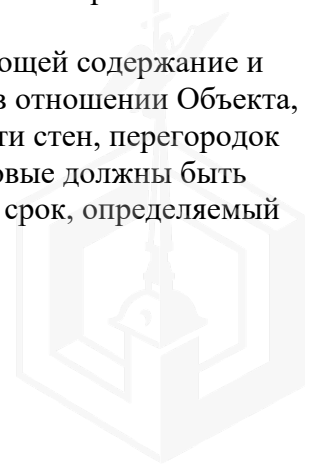 ющей содержание и
в отношении Объекта,
ти стен, перегородок
овые должны быть
срок, определяемый